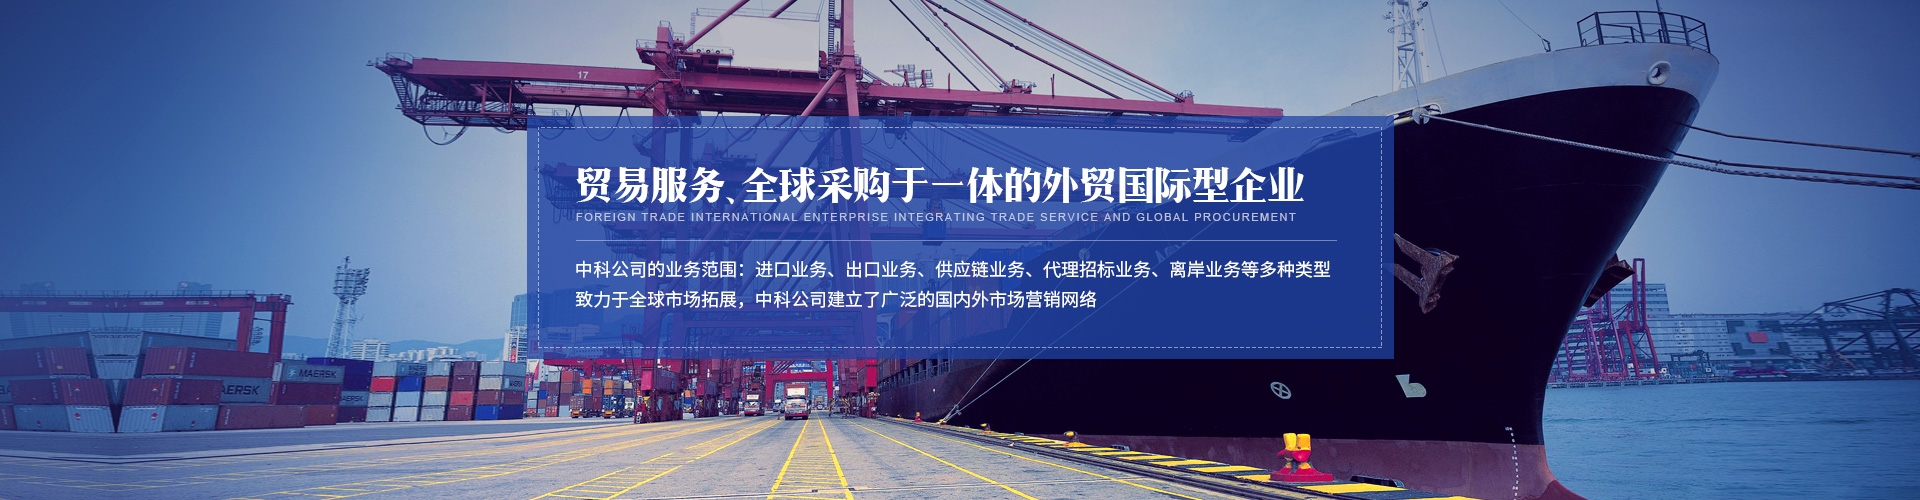 17
贸易服务、全球采购于一体的外贸国际型企业
FOREIGN TRADE INTERNATIONAL ENTERPRISE INTEGRATING TRADE SERVICE AND GLOBAL PROCUREMENT
中科公司的业务范围：进口业务、出口业务、供应链业务、代理招标业务、离岸业务等多种类型
致力于全球市场拓展，中科公司建立了广泛的国内外市场营销网络
MAERSK
MAERSK